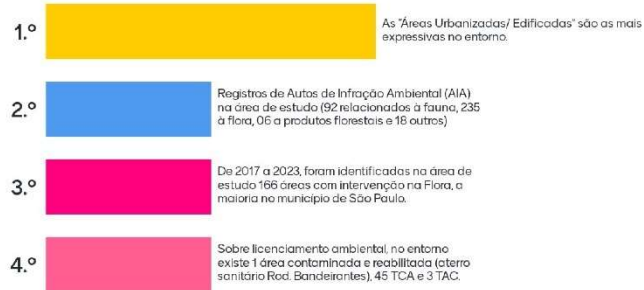 1.º
As "Áreas Urbanizadas/ Edificadas" são as mais
expressivas no entorno.
2.º
Registros de Autos de Infração Ambiental (AIA)
na área de estudo (92 relacionados à fauna, 235
à flora, 06 a produtos florestais e 18 outros)
3.º
De 2017 a 2023, foram identificadas na área de
estudo 166 áreas com intervenção na Flora, a
maioria no município de São Paulo.
4.º
Sobre licenciamento ambiental, no entorno
existe 1 área contaminada e reabilitada (aterro
sanitário Rod. Bandeirantes), 45 TCA e 3 TAC.